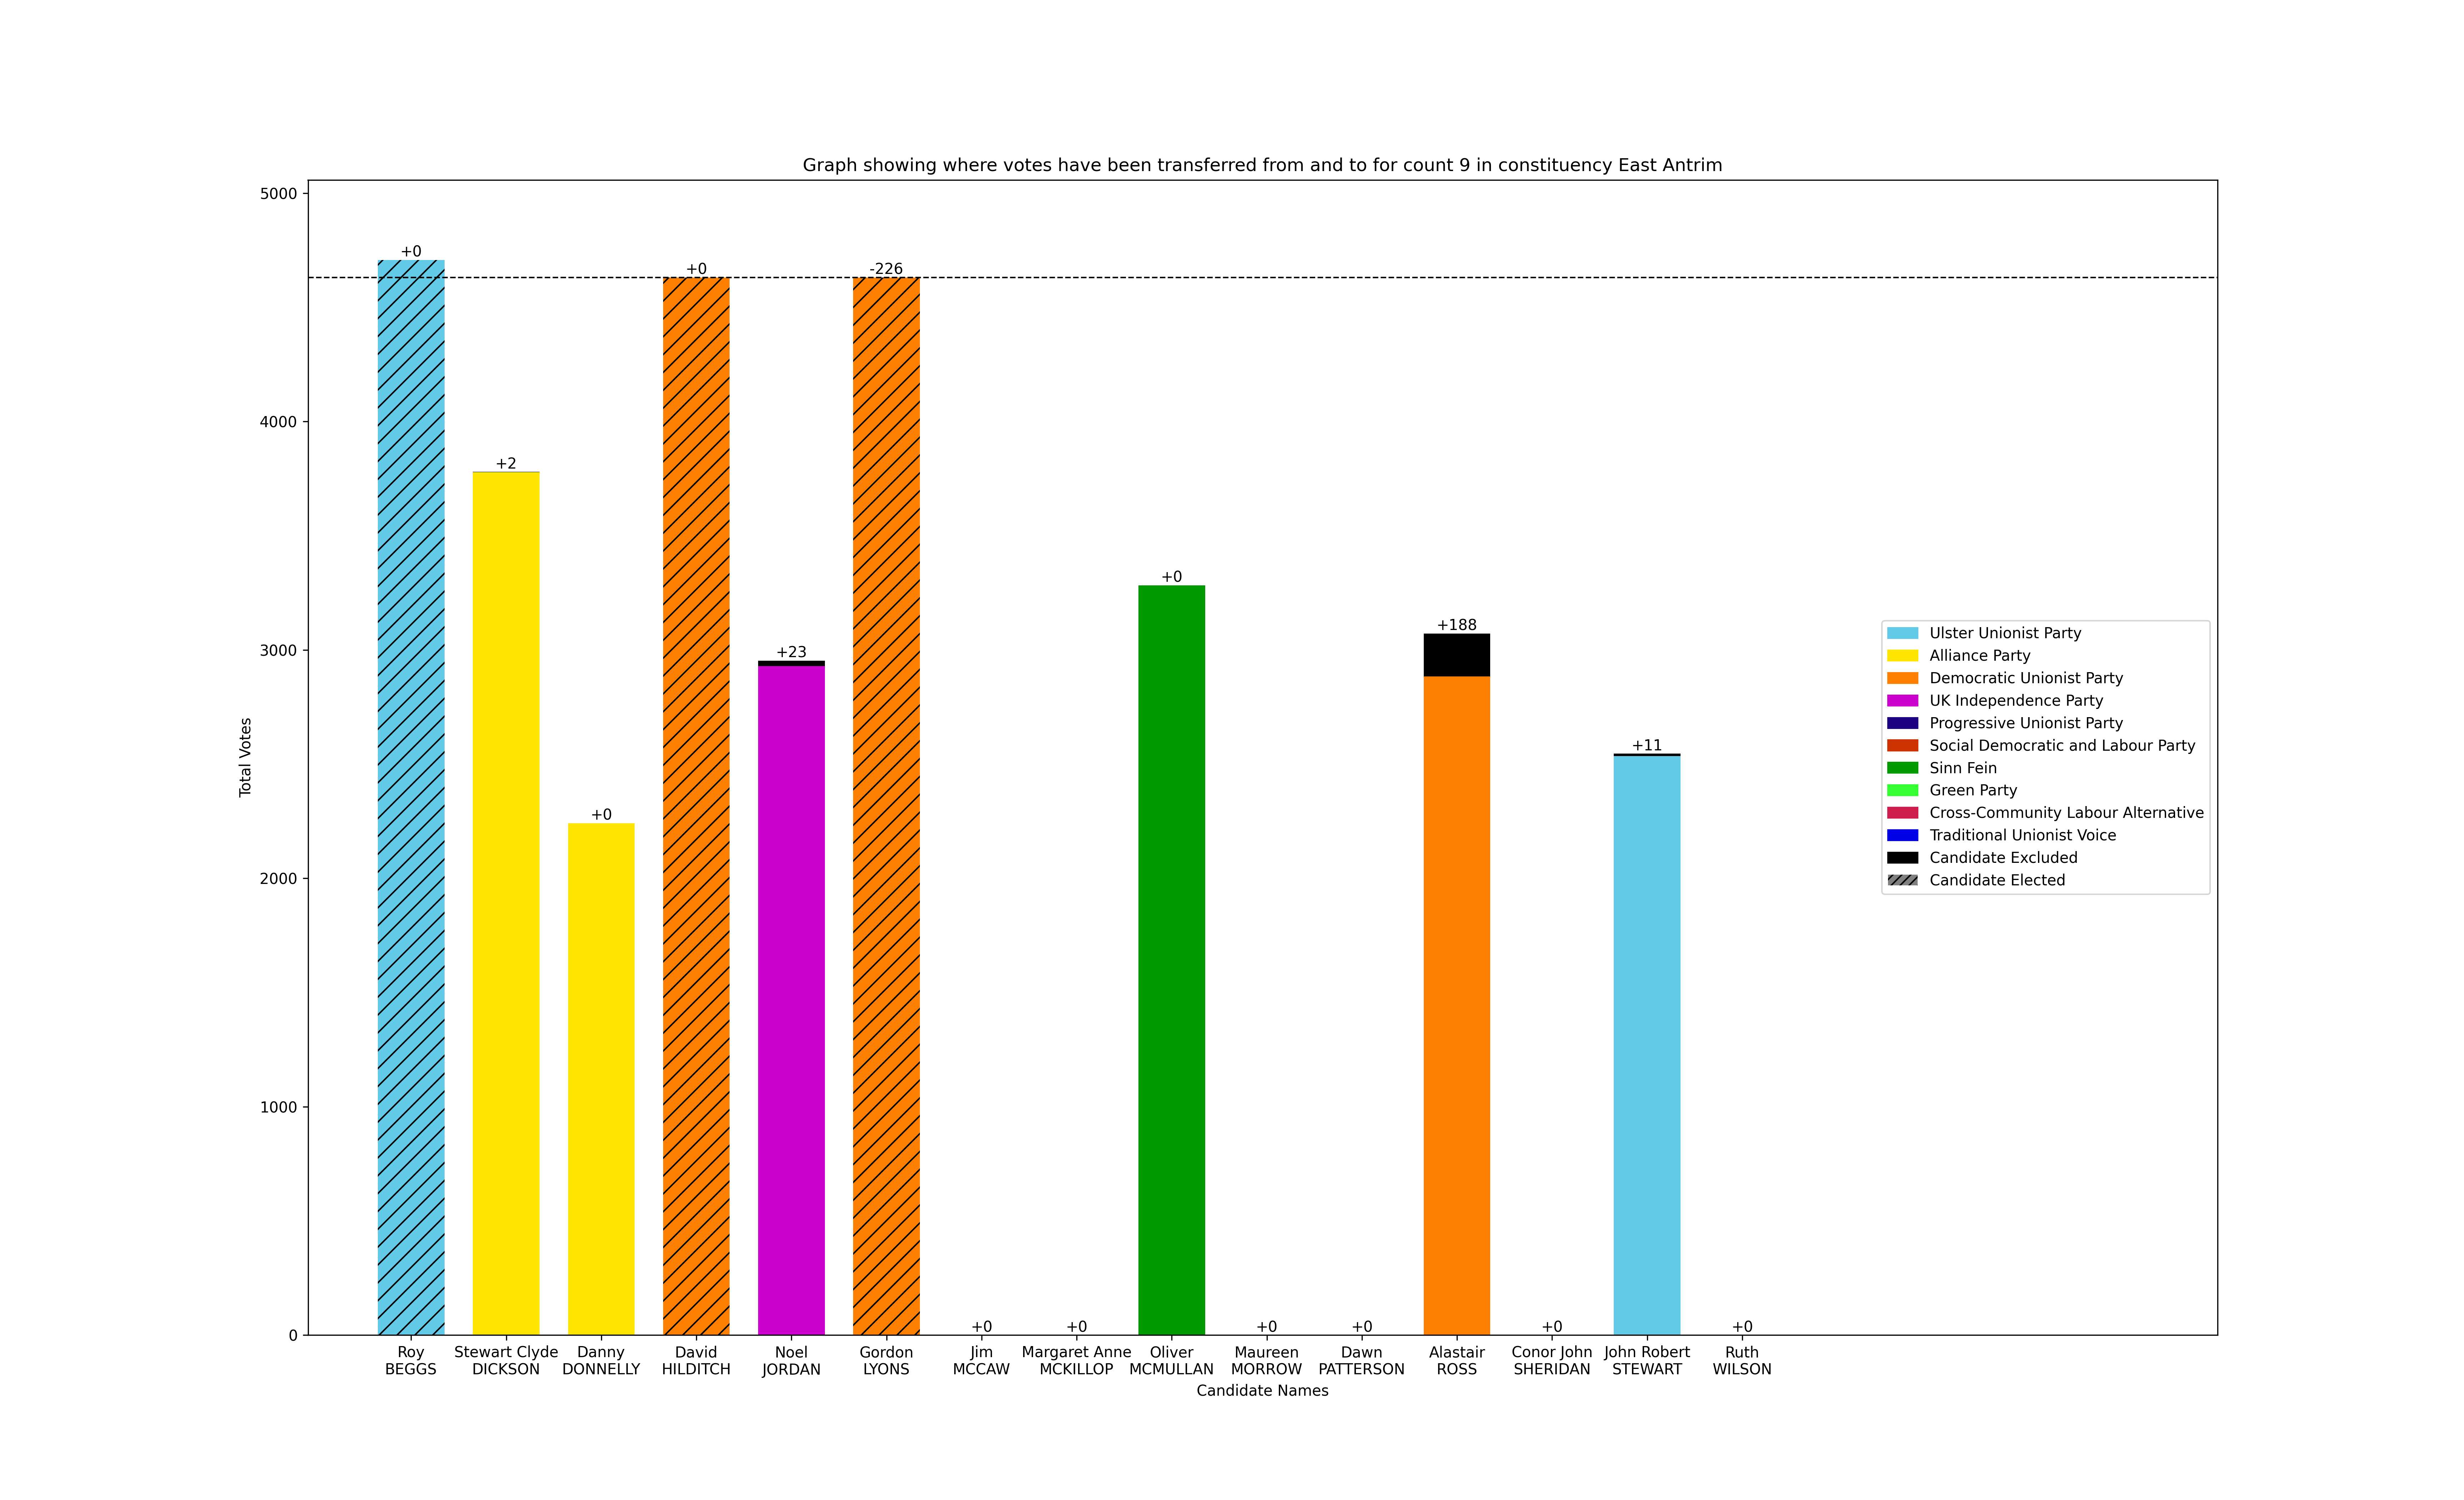 Graph showing where votes have been transferred from and to for count 9 in constituency East Antrim
Total Votes
5000
4000
3000
2000
1000
0
+0
+2
+0
+0
+23
-226
+0
+0
+0
+0
+0
+188
+0
+11
+0
Roy
BEGGS
Stewart Clyde
DICKSON
Danny
DONNELLY
David
HILDITCH
Noel
JORDAN
Gordon
LYONS
Jim
MCCAW
Margaret Anne
MCKILLOP
Oliver
MCMULLAN
Maureen
MORROW
Dawn
PATTERSON
Alastair
ROSS
Conor John
SHERIDAN
John Robert
STEWART
Ruth
WILSON
Candidate Names
Ulster Unionist Party
Alliance Party
Democratic Unionist Party
UK Independence Party
Progressive Unionist Party
Social Democratic and Labour Party
Sinn Fein
Green Party
Cross-Community Labour Alternative
Traditional Unionist Voice
Candidate Excluded
Candidate Elected